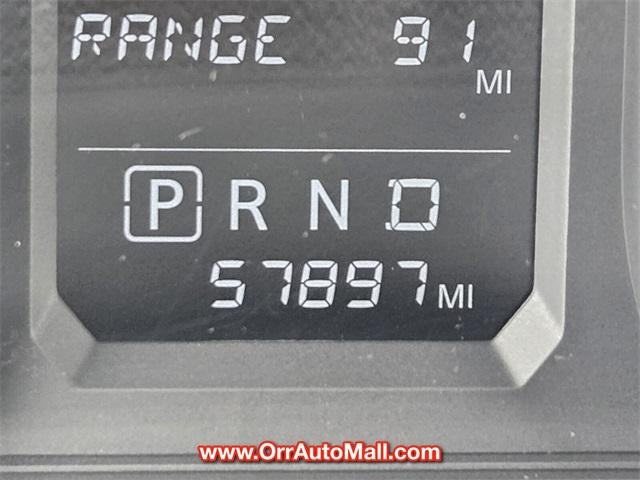 RANGE 91 MI
P R N D
57897 MI
www.OrrAutoMall.com